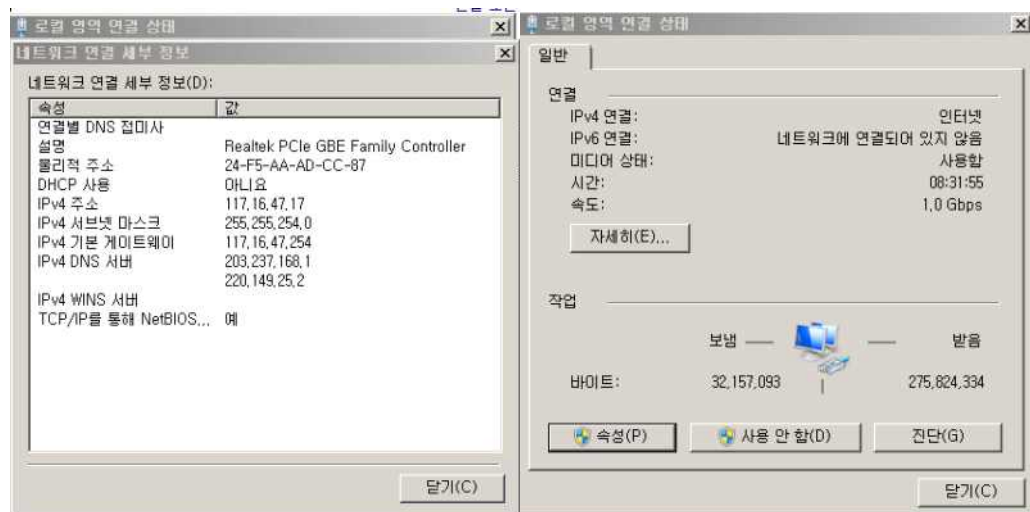 로컬 영역 연결 상태
네트워크 연결 세부 정보
네트워크 연결 세부 정보(D):
속성 값
연결별 DNS 접미사
설명 Realtek PCIe GBE Family Controller
물리적 주소 24-F5-AA-AD-CC-87
DHCP 사용 아니요
IPv4 주소 117,16,47,17
IPv4 서브넷 마스크 255,255,254,0
IPv4 기본 게이트웨이 117,16,47,254
IPv4 DNS 서버 203,237,168,1
220,149,25,2
IPv4 WINS 서버
TCP/IP를 통해 NetBIOS... 예
닫기(C)
로컬 영역 연결 상태
일반
연결
IPv4 연결: 인터넷
IPv6 연결: 네트워크에 연결되어 있지 않음
미디어 상태: 사용함
시간: 08:31:55
속도: 1,0 Gbps
자세히(E)...
작업
보냄 받음
바이트: 32,157,093 275,824,334
속성(P) 사용 안 함(D) 진단(G)
닫기(C)